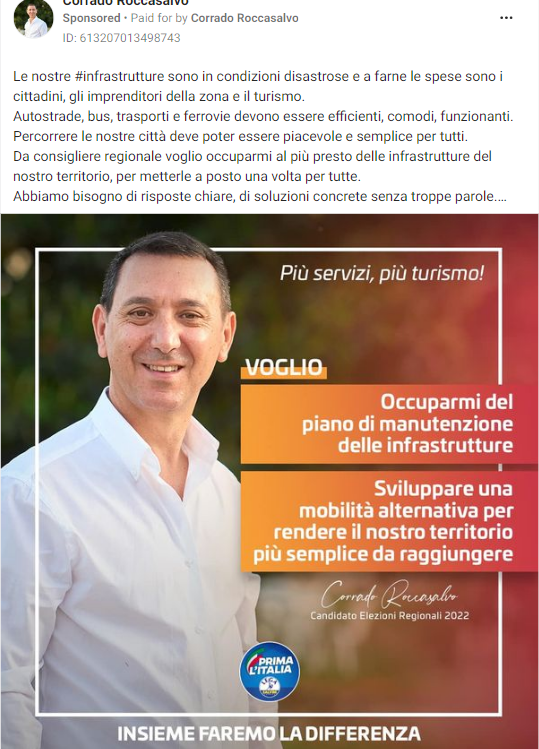 Corrado Roccasalvo
Sponsored • Paid for by Corrado Roccasalvo
ID: 613207013498743
Le nostre #infrastrutture sono in condizioni disastrose e a farne le spese sono i
cittadini, gli imprenditori della zona e il turismo.
Autostrade, bus, trasporti e ferrovie devono essere efficienti, comodi, funzionanti.
Percorrere le nostre città deve poter essere piacevole e semplice per tutti.
Da consigliere regionale voglio occuparmi al più presto delle infrastrutture del
nostro territorio, per metterle a posto una volta per tutte.
Abbiamo bisogno di risposte chiare, di soluzioni concrete senza troppe parole....
Più servizi, più turismo!
VOGLIO
Occuparmi del
piano di manutenzione
delle infrastrutture
Sviluppare una
mobilità alternativa per
rendere il nostro territorio
più semplice da raggiungere
Corrado Roccasalvo
Candidato Elezioni Regionali 2022
PRIMA
L'ITALIA
INSIEME FAREMO LA DIFFERENZA